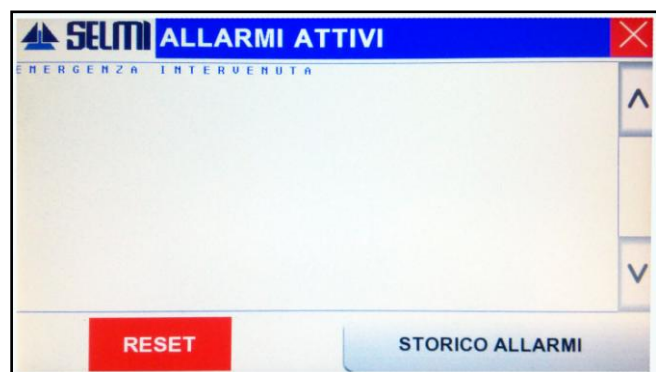 SELMI ALLARMI ATTIVI
EMERGENZA INTERVENUTA
RESET
STORICO ALLARMI